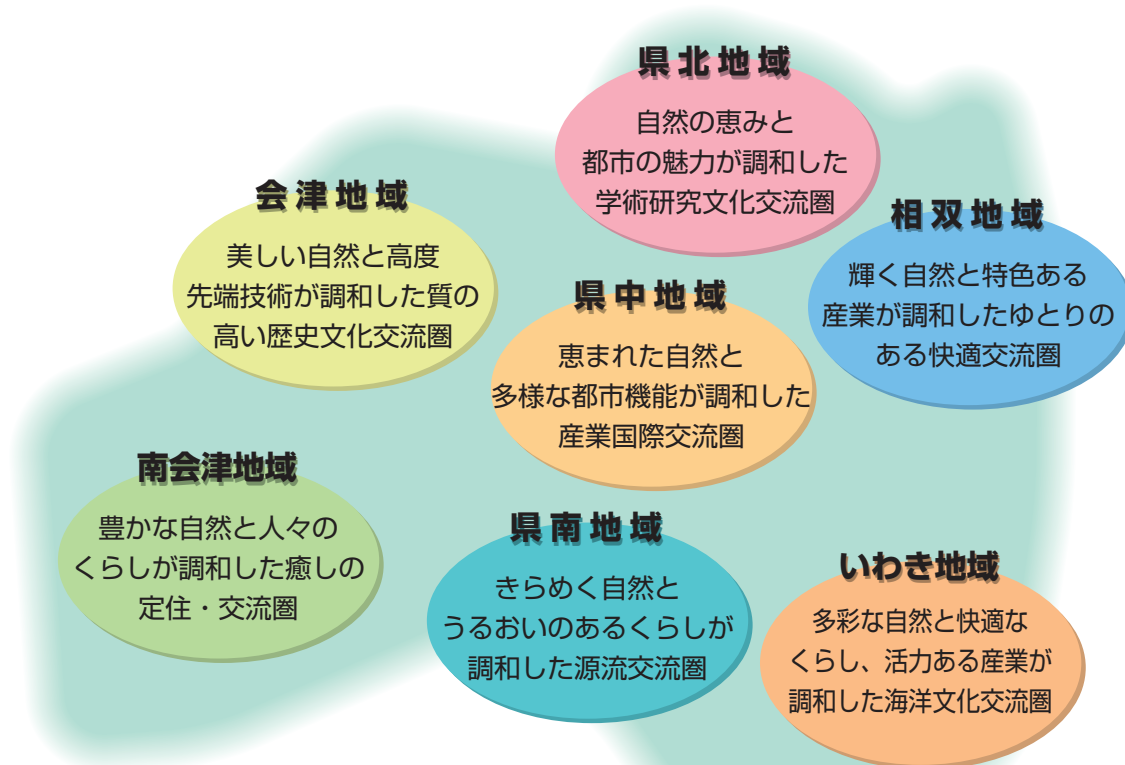 県北地域
自然の恵みと
都市の魅力が調和した
学術研究文化交流圏
会津地域
美しい自然と高度
先端技術が調和した質の
高い歴史文化交流圏
相双地域
輝く自然と特色ある
産業が調和したゆとりの
ある快適交流圏
県中地域
恵まれた自然と
多様な都市機能が調和した
産業国際交流圏
南会津地域
豊かな自然と人々の
くらしが調和した癒しの
定住・交流圏
県南地域
きらめく自然と
うるおいのあるくらしが
調和した源流交流圏
いわき地域
多彩な自然と快適な
くらし、活力ある産業が
調和した海洋文化交流圏